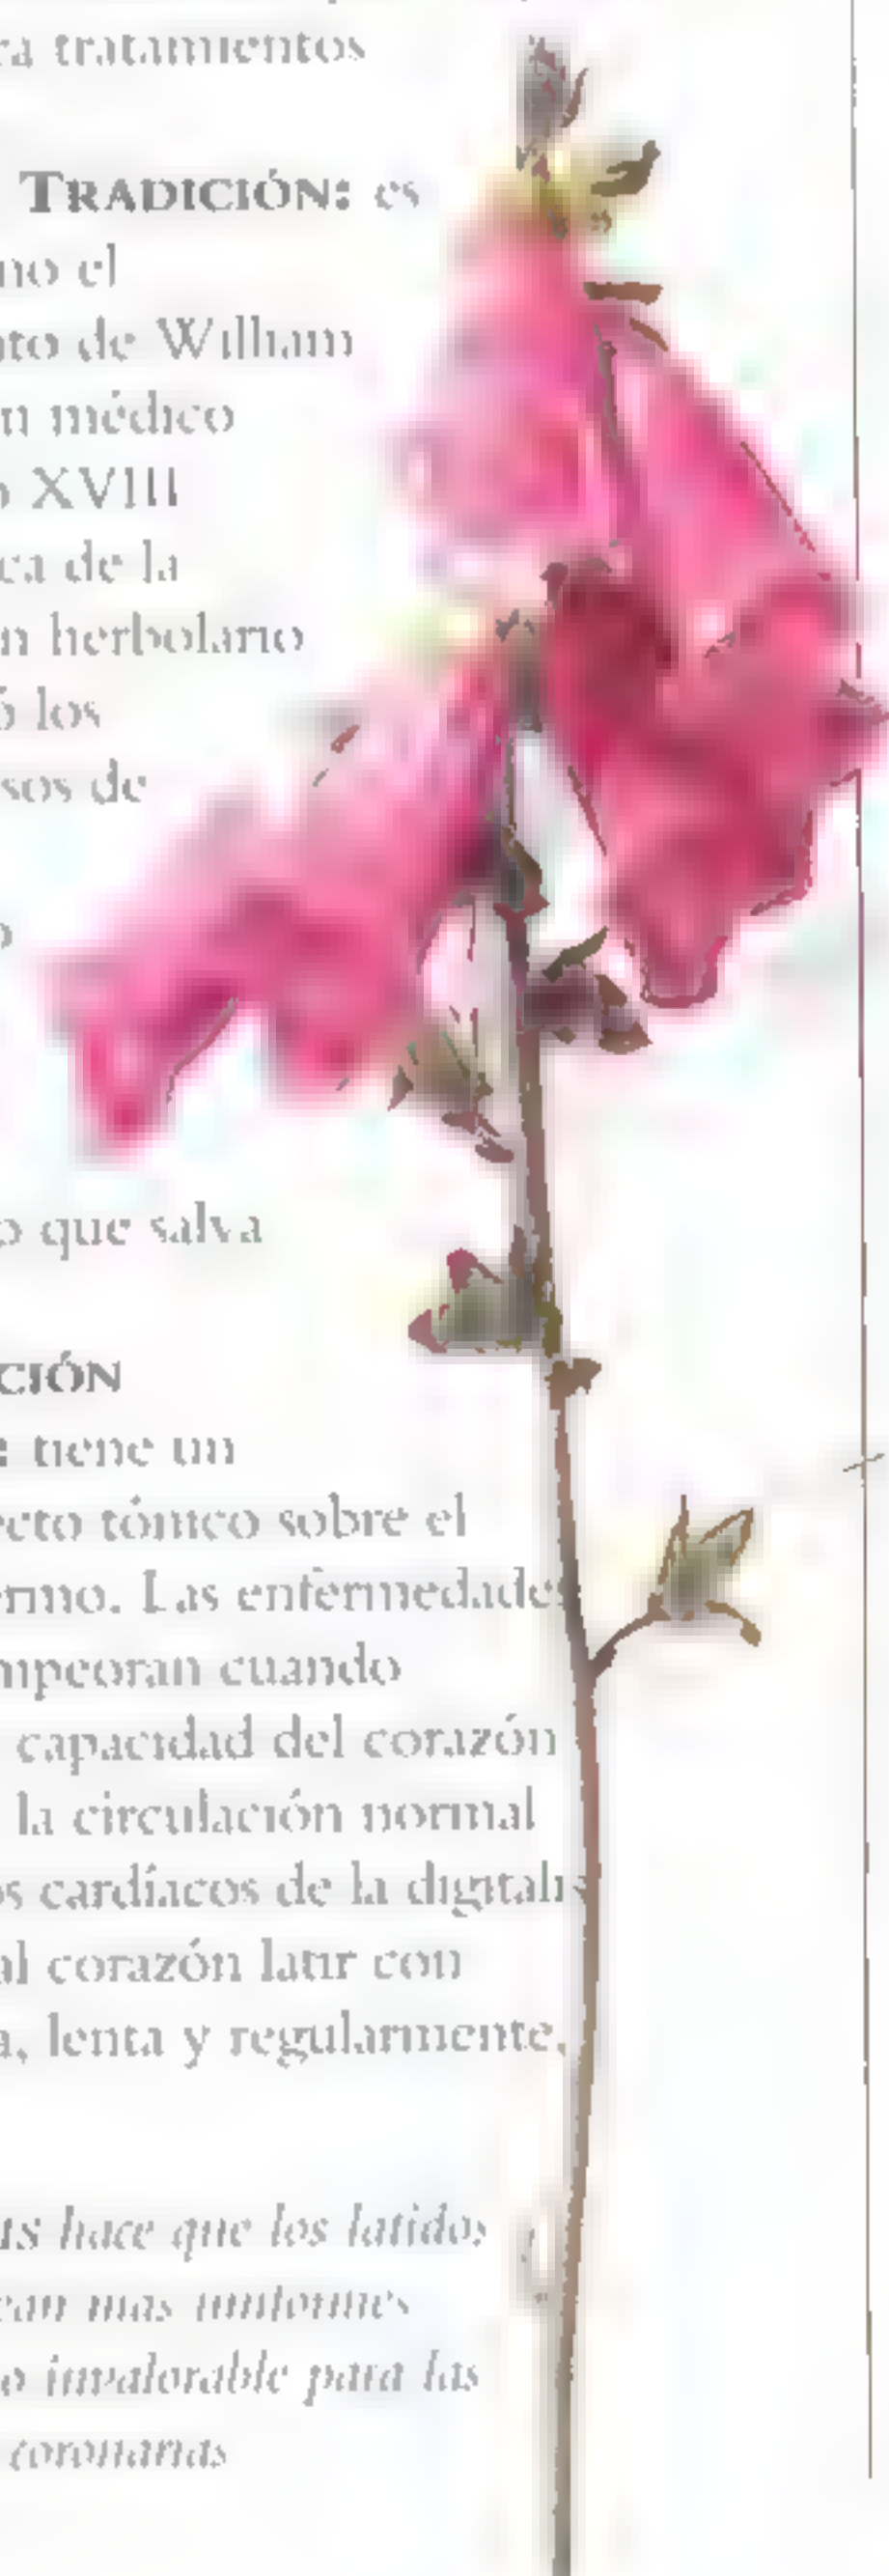 ra tratamientos
TRADICIÓN: es
no el
nto de William
n médico
o XVIII
ca de la
n herbolario
ó los
sos de
o
o que salva
CIÓN
: tiene un
ecto tónico sobre el
ermo. Las enfermedades
mpeoran cuando
capacidad del corazón
la circulación normal
os cardíacos de la digitalis
al corazón latir con
a, lenta y regularmente,
us hace que los latidos
ean más uniformes
o invalorable para las
coronarias